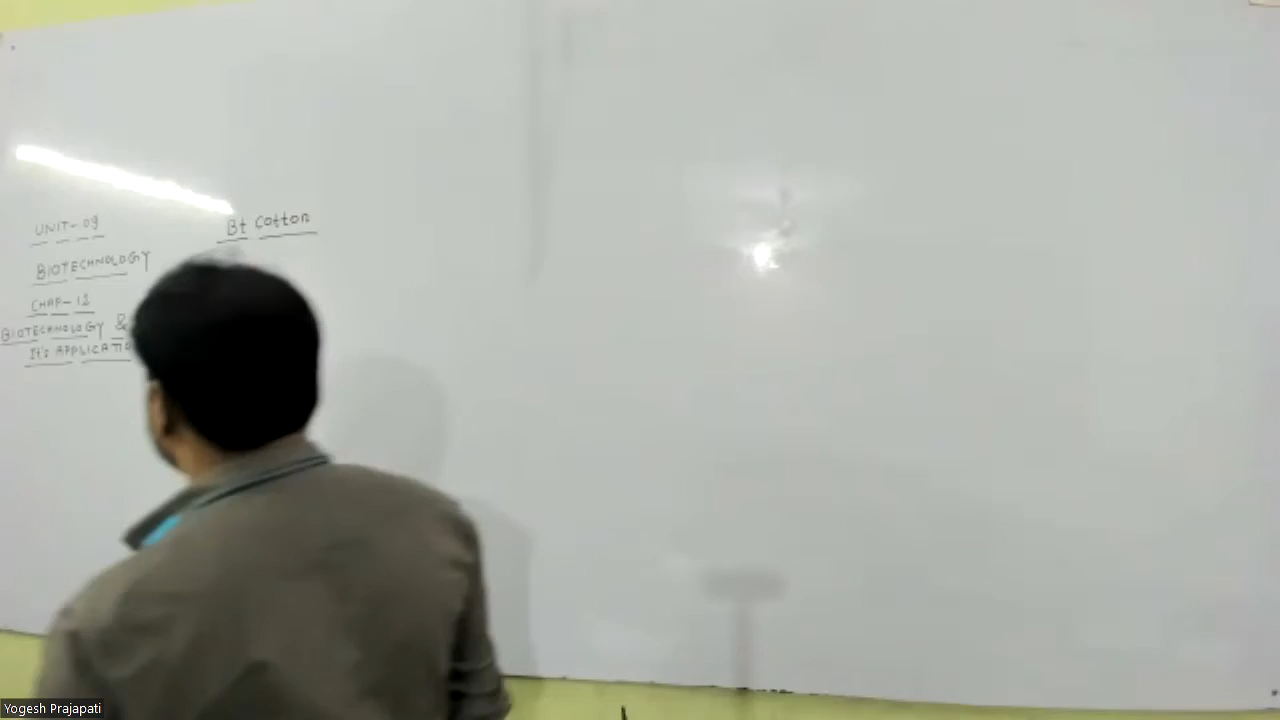 UNIT-09
Bt Cotton
BIOTECHNOLOGY
CHAP-12
BIOTECHNOLOGY &
It's APPLICATIO
Yogesh Prajapati